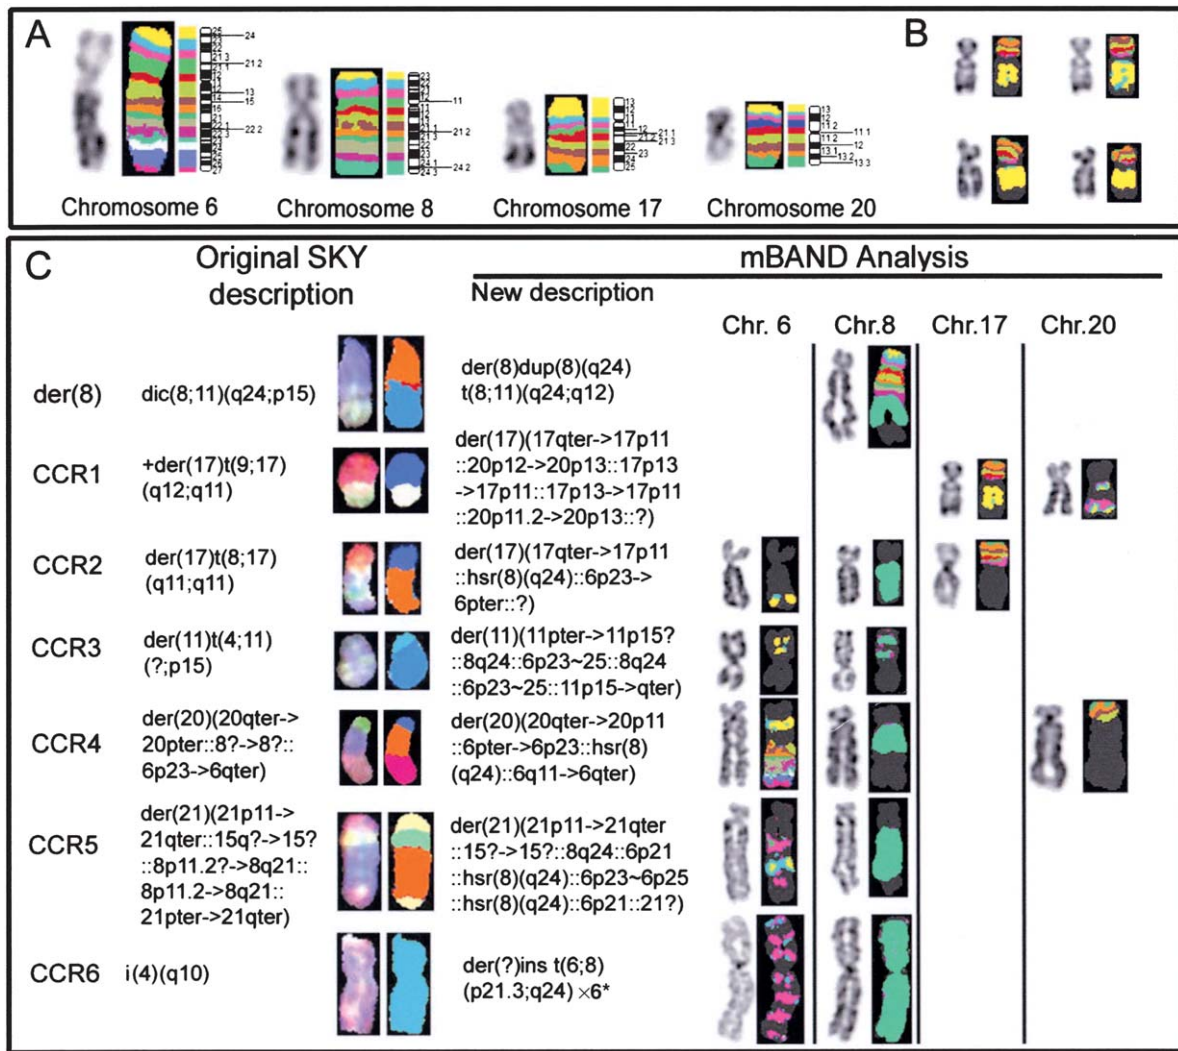 A
B
Chromosome 6
Chromosome 8
Chromosome 17
Chromosome 20
C
Original SKY
description
mBAND Analysis
New description
Chr. 6
Chr.8
Chr.17
Chr.20
der(8)
dic(8;11)(q24;p15)
der(8)dup(8)(q24)
t(8;11)(q24;q12)
CCR1
+der(17)t(9;17)
(q12;q11)
der(17)(17qter->17p11
::20p12->20p13::17p13
->17p11::17p13->17p11
::20p11.2->20p13::?)
CCR2
der(17)t(8;17)
(q11;q11)
der(17)(17qter->17p11
::hsr(8)(q24)::6p23->
6pter::?)
CCR3
der(11)t(4;11)
(?;p15)
der(11)(11pter->11p15?
::8q24::6p23~25::8q24
::6p23~25::11p15->qter)
CCR4
der(20)(20qter->
20pter::8?->8?::
6p23->6qter)
der(20)(20qter->20p11
::6pter->6p23::hsr(8)
(q24)::6q11->6qter)
CCR5
der(21)(21p11->
21qter::15q?->15?
::8p11.2?->8q21::
8p11.2->8q21::
21pter->21qter)
der(21)(21p11->21qter
::15?->15?::8q24::6p21
::hsr(8)(q24)::6p23~6p25
::hsr(8)(q24)::6p21::21?)
CCR6
i(4)(q10)
der(?)ins t(6;8)
(p21.3;q24) ×6*